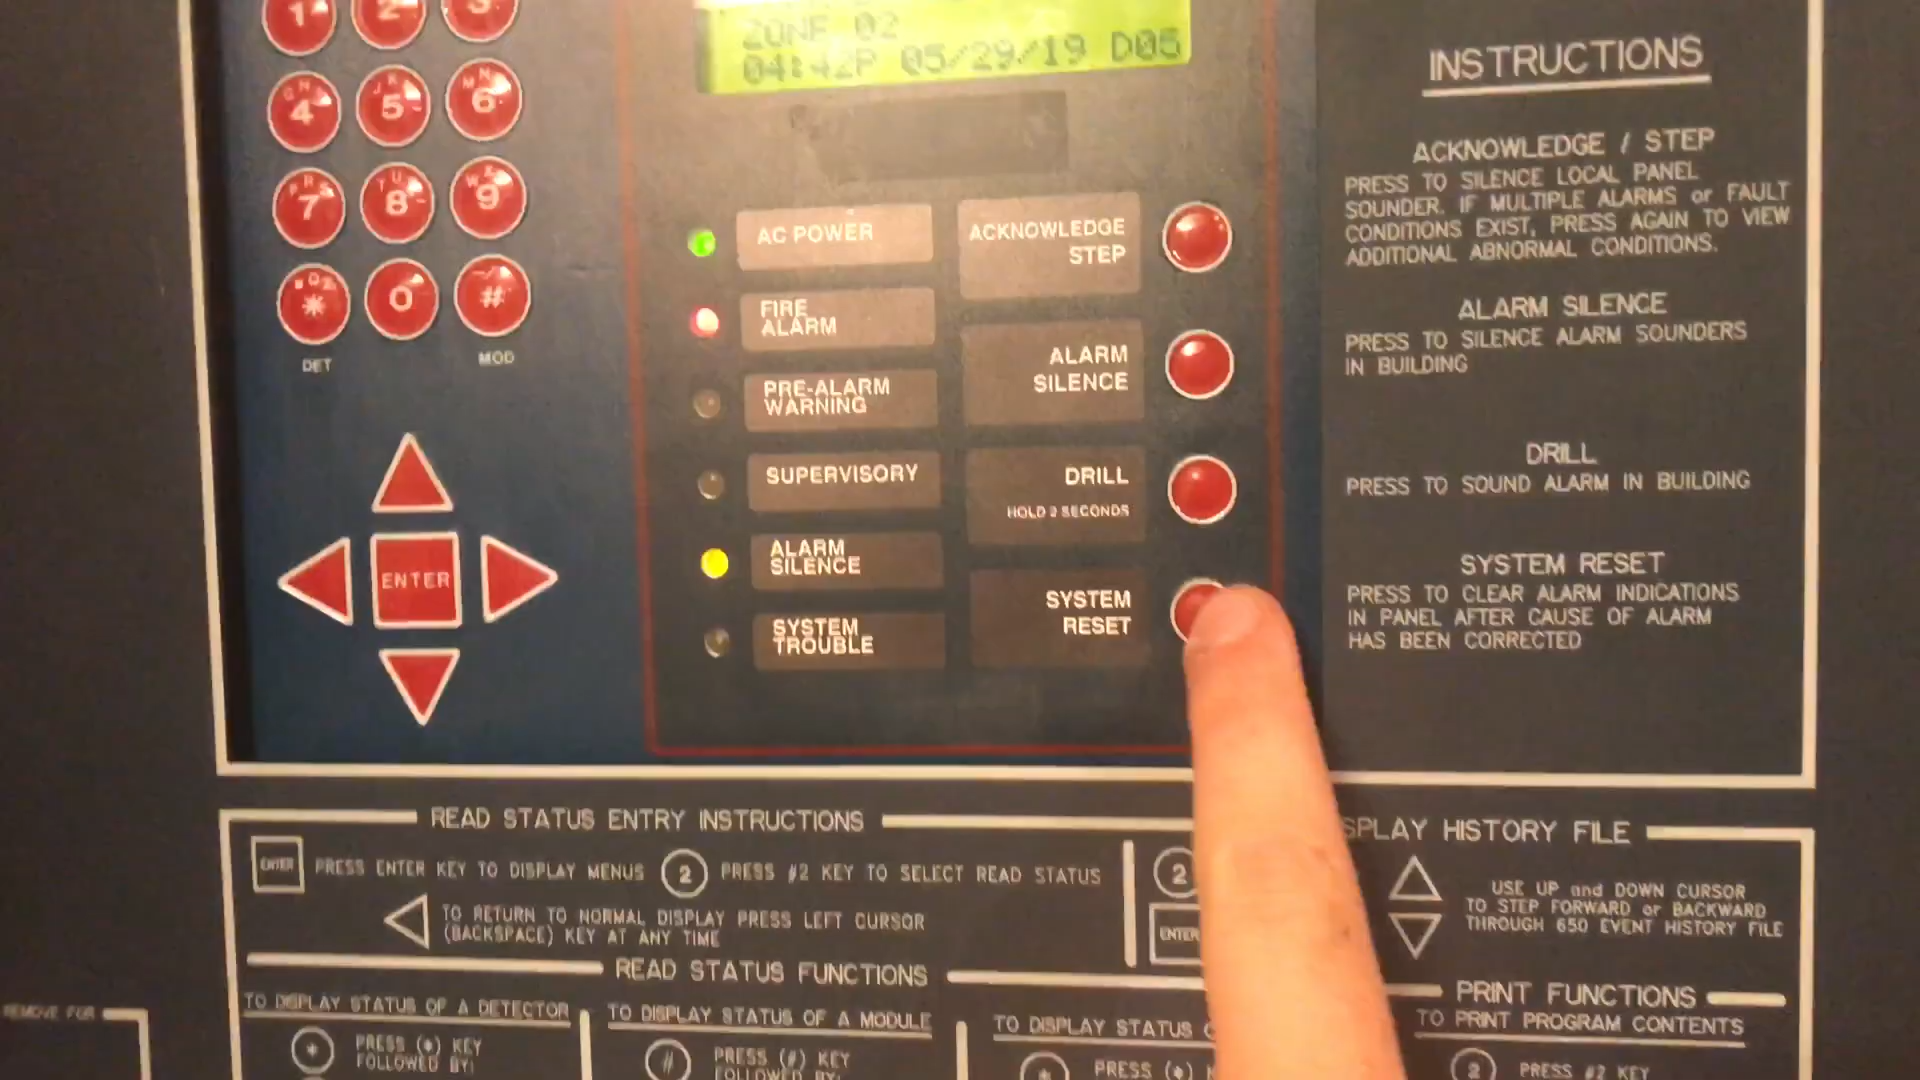 1 2 3
ZONE 02
04:42P 05/29/19 D05
4 5 6
7 8 9
* 0 #
DET MOD
ENTER
AC POWER
FIRE
ALARM
PRE-ALARM
WARNING
SUPERVISORY
ALARM
SILENCE
SYSTEM
TROUBLE
ACKNOWLEDGE
STEP
ALARM
SILENCE
DRILL
HOLD 2 SECONDS
SYSTEM
RESET
INSTRUCTIONS
ACKNOWLEDGE / STEP
PRESS TO SILENCE LOCAL PANEL
SOUNDER. IF MULTIPLE ALARMS or FAULT
CONDITIONS EXIST, PRESS AGAIN TO VIEW
ADDITIONAL ABNORMAL CONDITIONS.
ALARM SILENCE
PRESS TO SILENCE ALARM SOUNDERS
IN BUILDING
DRILL
PRESS TO SOUND ALARM IN BUILDING
SYSTEM RESET
PRESS TO CLEAR ALARM INDICATIONS
IN PANEL AFTER CAUSE OF ALARM
HAS BEEN CORRECTED
READ STATUS ENTRY INSTRUCTIONS
ENTER PRESS ENTER KEY TO DISPLAY MENUS 2 PRESS #2 KEY TO SELECT READ STATUS
TO RETURN TO NORMAL DISPLAY PRESS LEFT CURSOR
(BACKSPACE) KEY AT ANY TIME
2
ENTER
SPLAY HISTORY FILE
USE UP and DOWN CURSOR
TO STEP FORWARD or BACKWARD
THROUGH 650 EVENT HISTORY FILE
READ STATUS FUNCTIONS
TO DISPLAY STATUS OF A DETECTOR
* PRESS (*) KEY
FOLLOWED BY:
TO DISPLAY STATUS OF A MODULE
# PRESS (#) KEY
FOLLOWED BY:
TO DISPLAY STATUS
* PRESS (*)
PRINT FUNCTIONS
TO PRINT PROGRAM CONTENTS
2 PRESS #2 KEY
REMOVE FOR